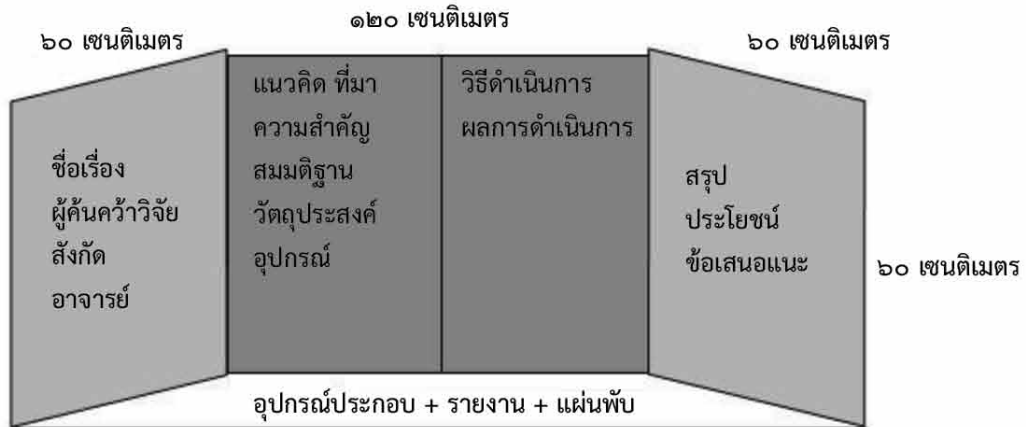 ๑๒๐ เซนติเมตร
๖๐ เซนติเมตร
๖๐ เซนติเมตร
ชื่อเรื่อง
ผู้ค้นคว้าวิจัย
สังกัด
อาจารย์
แนวคิด ที่มา
ความสำคัญ
สมมติฐาน
วัตถุประสงค์
อุปกรณ์
วิธีดำเนินการ
ผลการดำเนินการ
สรุป
ประโยชน์
ข้อเสนอแนะ
๖๐ เซนติเมตร
อุปกรณ์ประกอบ + รายงาน + แผ่นพับ